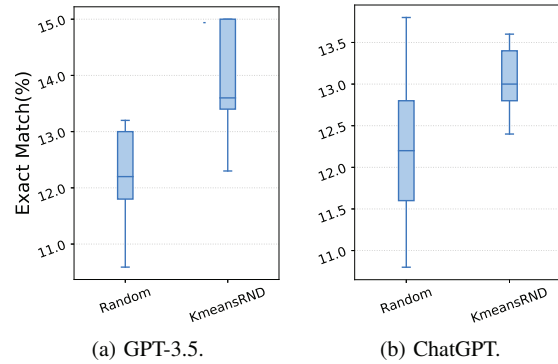 Exact Match(%)
15.0
14.0
13.0
12.0
11.0
Random
KmeansRND
(a) GPT-3.5.
13.5
13.0
12.5
12.0
11.5
11.0
Random
KmeansRND
(b) ChatGPT.